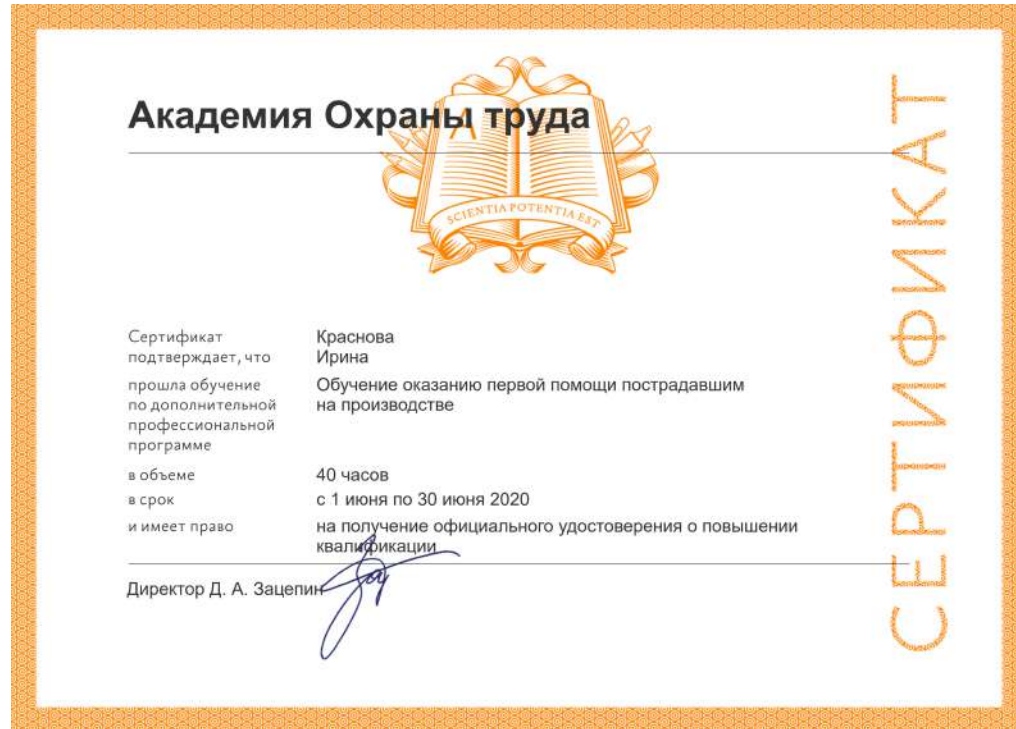 Академия Охраны труда
А
SCIENTIA POTENTIA EST
СЕРТИФИКАТ
Сертификат подтверждает, что
Краснова
Ирина
прошла обучение
по дополнительной
профессиональной
программе
Обучение оказанию первой помощи пострадавшим
на производстве
в объеме
40 часов
в срок
с 1 июня по 30 июня 2020
и имеет право
на получение официального удостоверения о повышении
квалификации
Директор Д. А. Зацепин